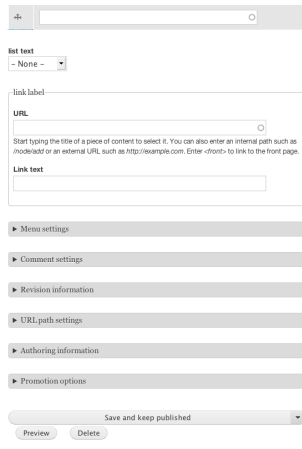 list text
– None –
link label
URL
Start typing the title of a piece of content to select it. You can also enter an internal path such as
/node/add or an external URL such as http://example.com. Enter <front> to link to the front page.
Link text
Menu settings
Comment settings
Revision information
URL path settings
Authoring information
Promotion options
Save and keep published
Preview Delete